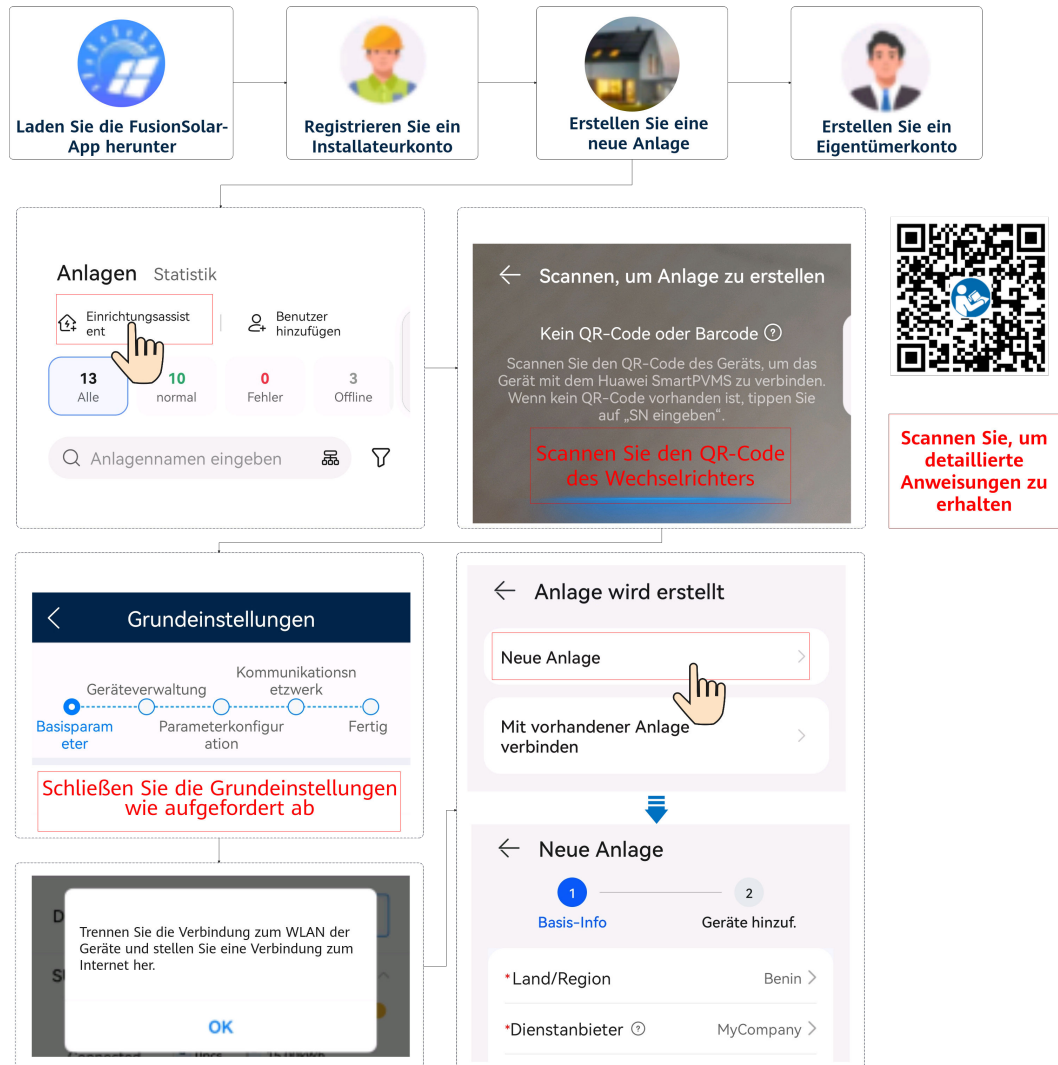 Laden Sie die FusionSolar-
App herunter
Registrieren Sie ein
Installateurkonto
Erstellen Sie eine
neue Anlage
Erstellen Sie ein
Eigentümerkonto
Anlagen Statistik
Einrichtungsassist
ent
Benutzer
hinzufügen
13
Alle
10
normal
0
Fehler
3
Offline
Anlagennamen eingeben
Scannen, um Anlage zu erstellen
Kein QR-Code oder Barcode
Scannen Sie den QR-Code des Geräts, um das
Gerät mit dem Huawei SmartPVMS zu verbinden.
Wenn kein QR-Code vorhanden ist, tippen Sie
auf „SN eingeben“.
Scannen Sie den QR-Code
des Wechselrichters
Scannen Sie, um
detaillierte
Anweisungen zu
erhalten
Grundeinstellungen
Kommunikationsn
etzwerk
Geräteverwaltung
Basisparam
eter
Parameterkonfigur
ation
Fertig
Schließen Sie die Grundeinstellungen
wie aufgefordert ab
Trennen Sie die Verbindung zum WLAN der
Geräte und stellen Sie eine Verbindung zum
Internet her.
OK
Anlage wird erstellt
Neue Anlage
Mit vorhandener Anlage
verbinden
Neue Anlage
1
2
Basis-Info
Geräte hinzuf.
*Land/Region
Benin
*Dienstanbieter
MyCompany